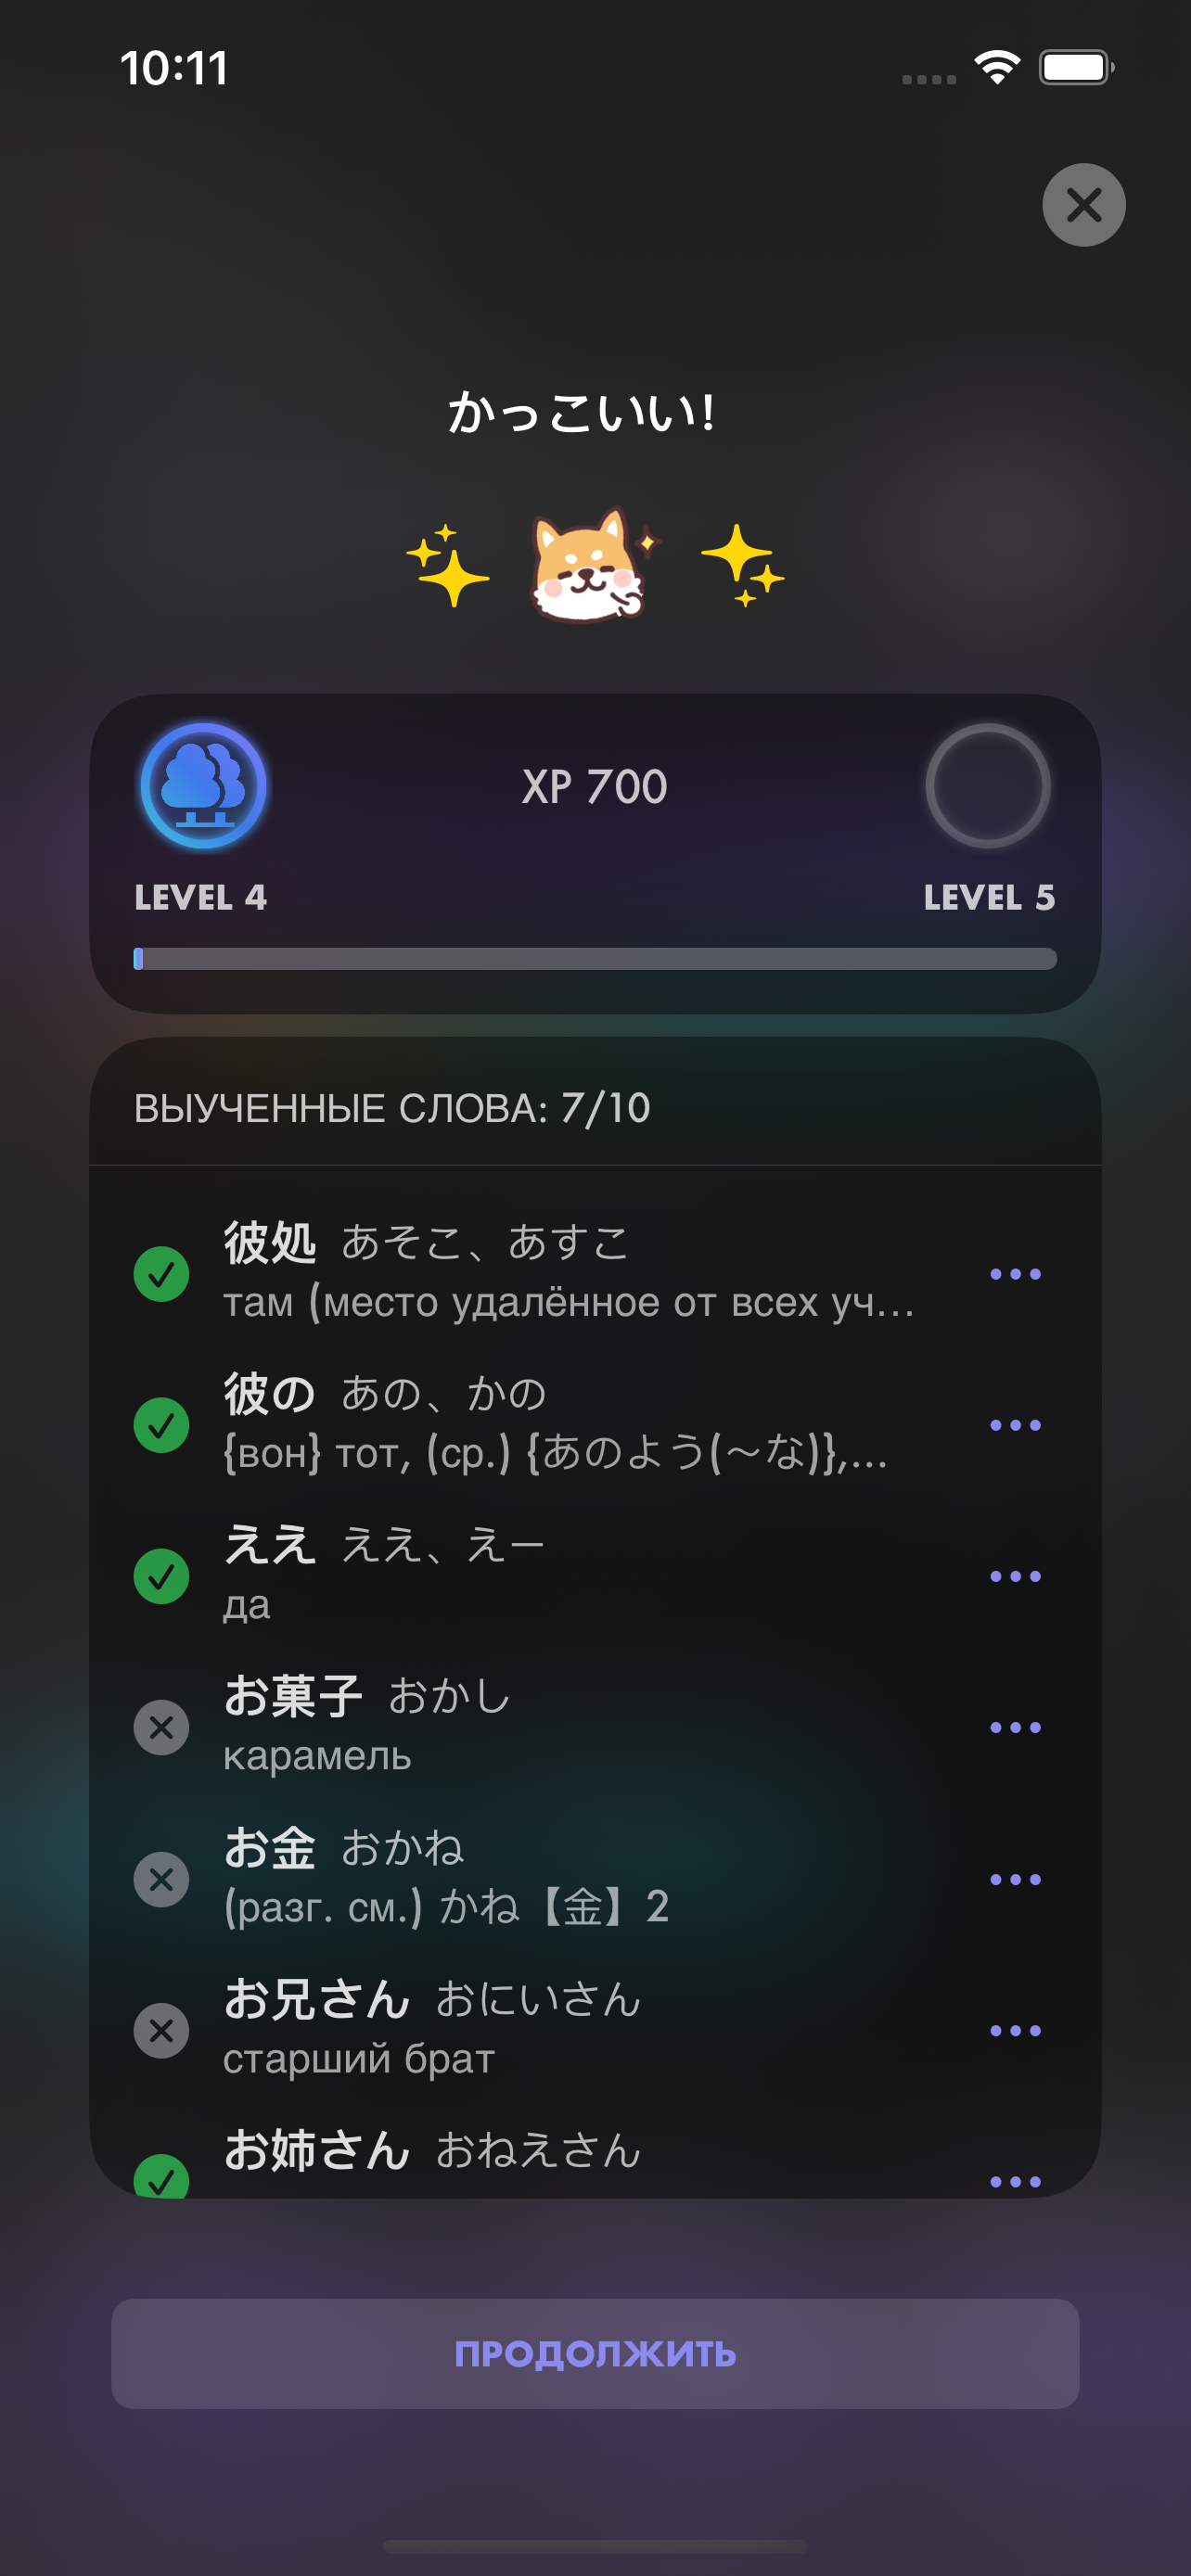 10:11
かっこいい!
XP 700
LEVEL 4
LEVEL 5
ВЫУЧЕННЫЕ СЛОВА: 7/10
彼処 あそこ、あすこ
там (место удалённое от всех уч...
彼の あの、かの
{вон} тот, (ср.) {あのよう(〜な)},...
ええ ええ、えー
да
お菓子 おかし
карамель
お金 おかね
(разг. см.) かね【金】2
お兄さん おにいさん
старший брат
お姉さん おねえさん
ПРОДОЛЖИТЬ